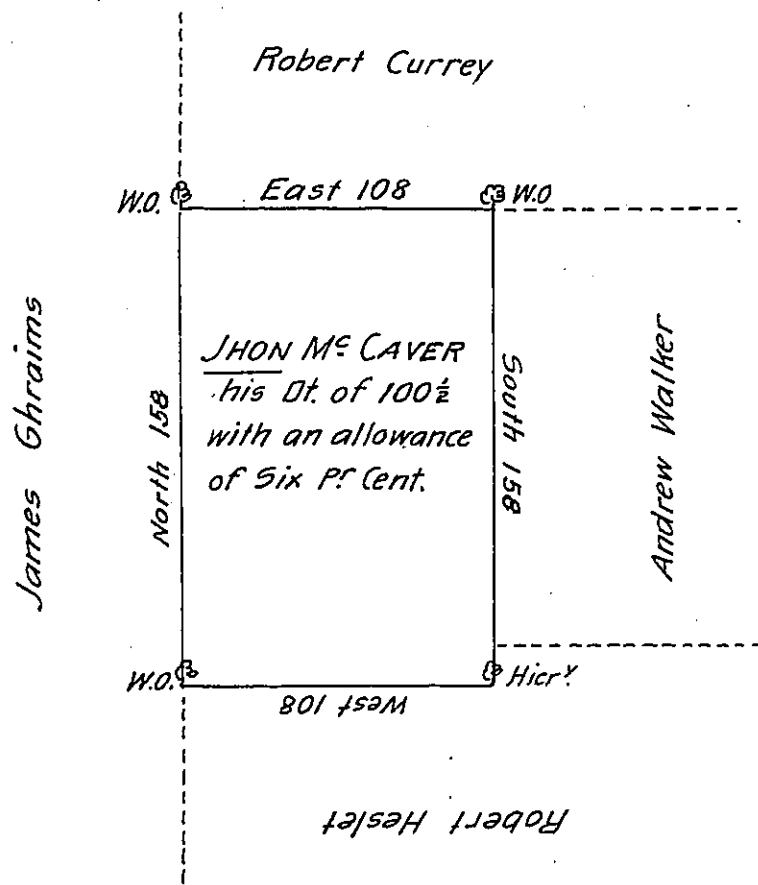 Robert Currey
W.O. East 108 W.O
James Ghraims
North 158
JHON Mc CAVER
his Dt. of 100½
with an allowance
of Six Pr Cent.
South 158
Andrew Walker
W.O. Hicry.
West 108
Robert Heslet